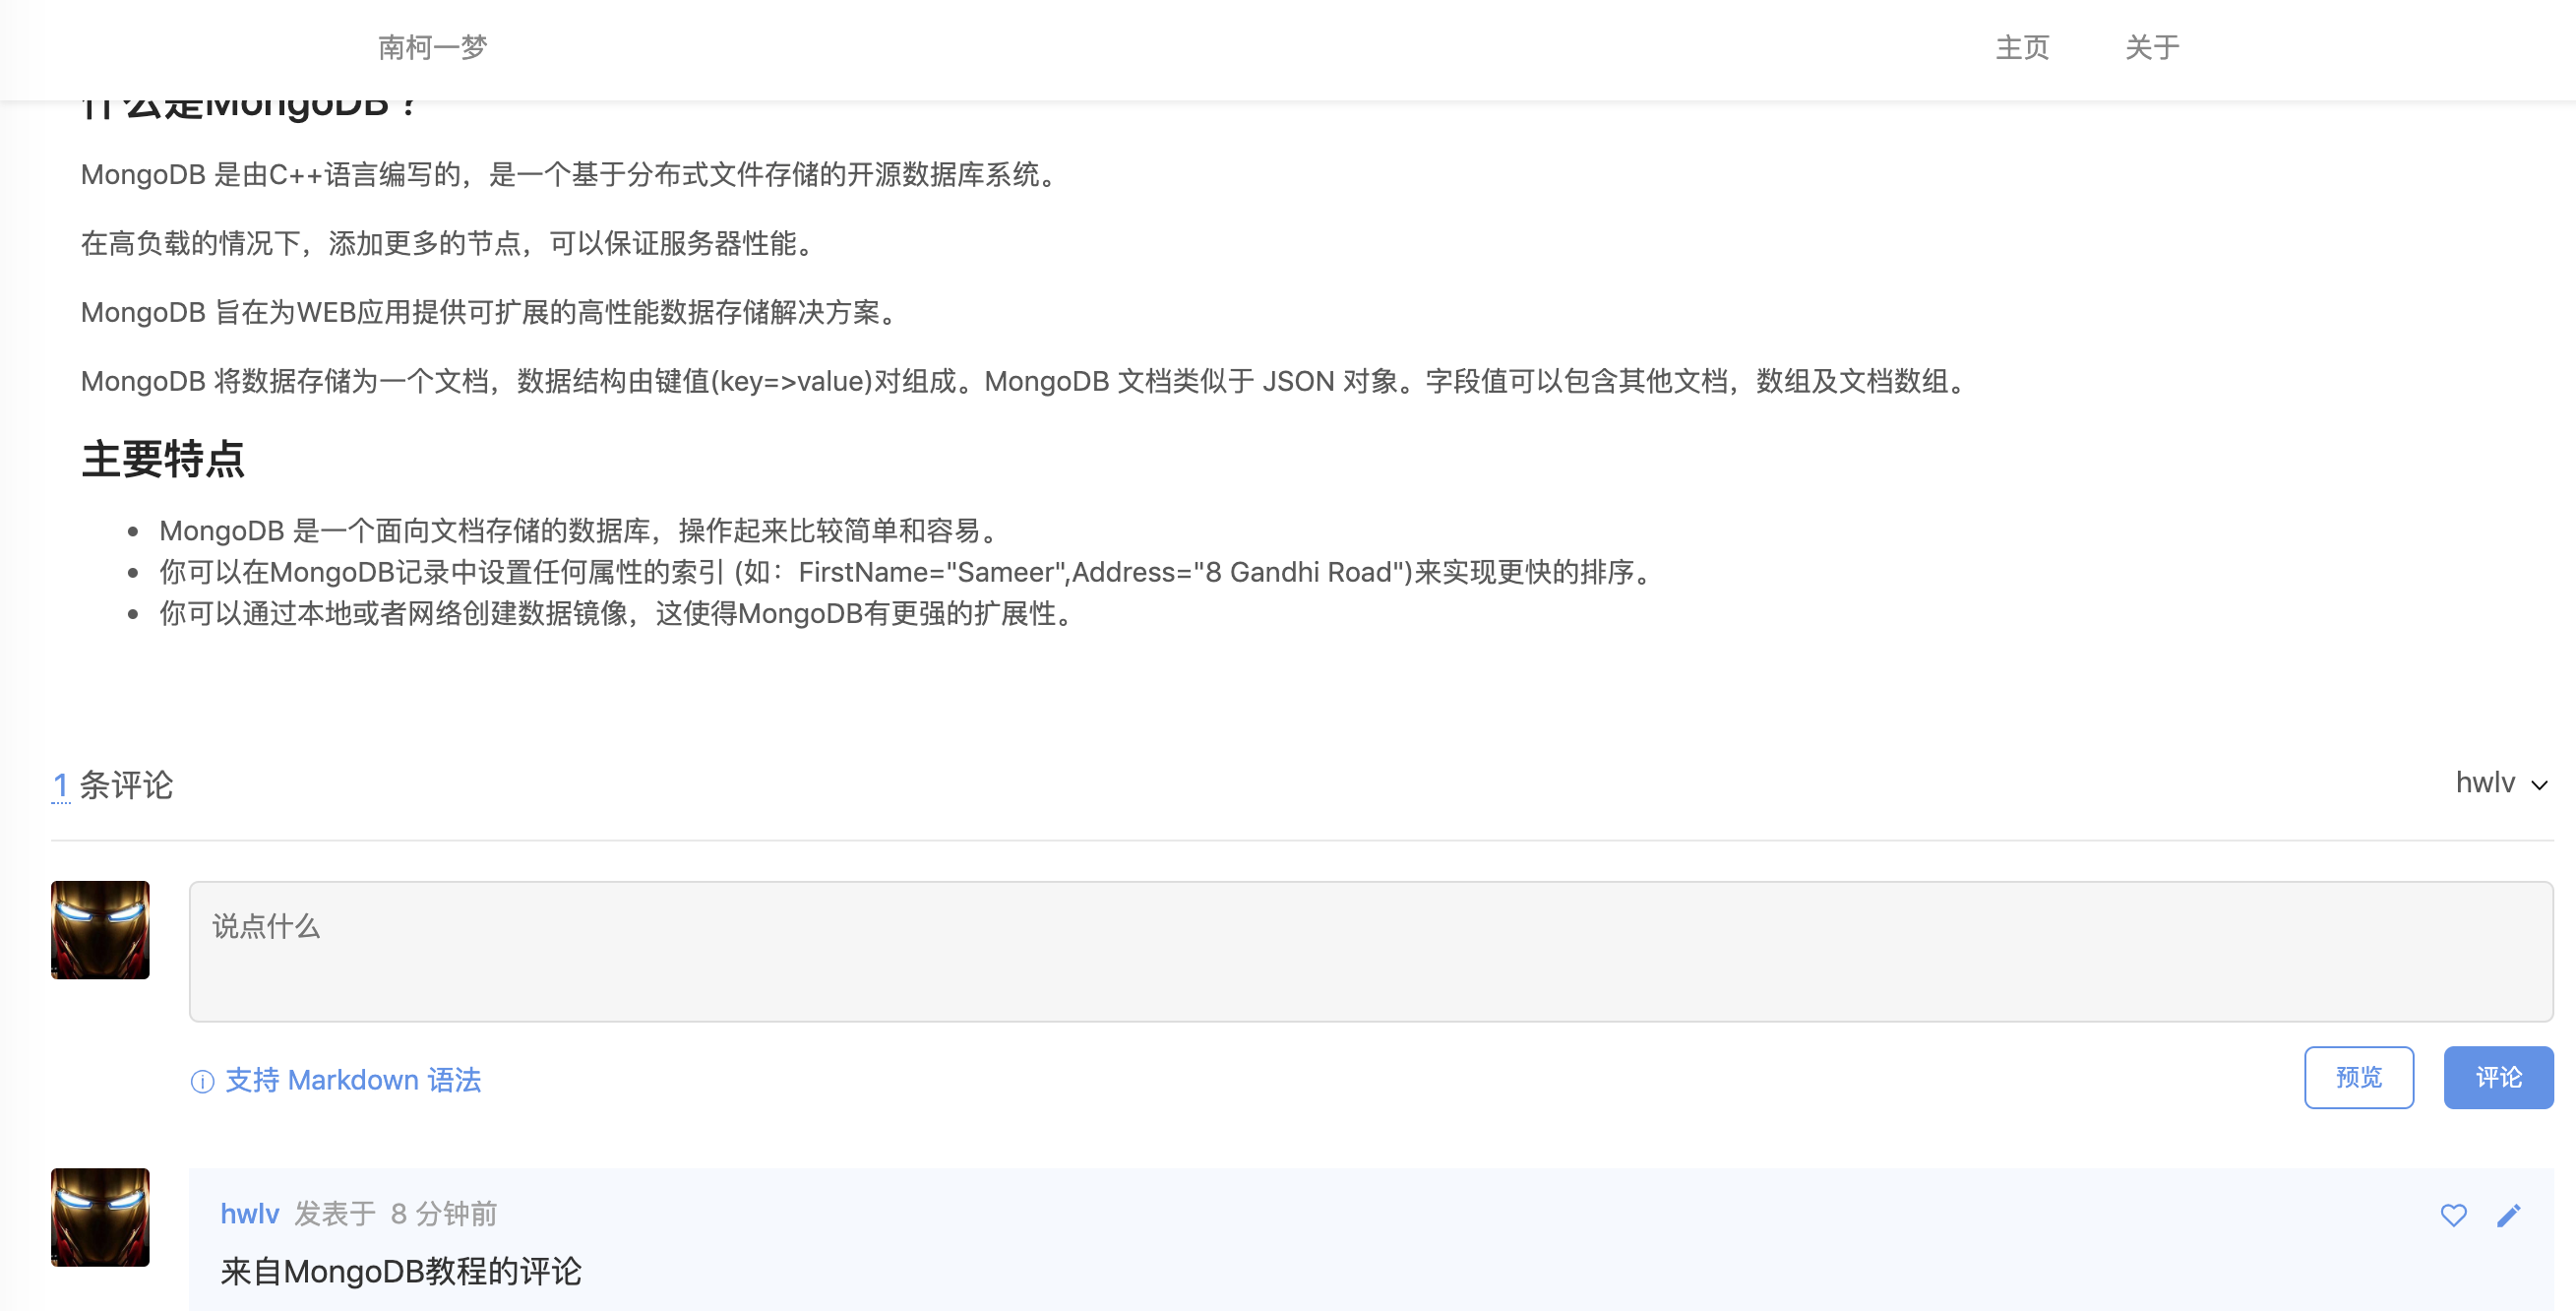 南柯一梦
主页
关于
什么是MongoDB ?
MongoDB 是由C++语言编写的，是一个基于分布式文件存储的开源数据库系统。
在高负载的情况下，添加更多的节点，可以保证服务器性能。
MongoDB 旨在为WEB应用提供可扩展的高性能数据存储解决方案。
MongoDB 将数据存储为一个文档，数据结构由键值(key=>value)对组成。MongoDB 文档类似于 JSON 对象。字段值可以包含其他文档，数组及文档数组。
主要特点
MongoDB 是一个面向文档存储的数据库，操作起来比较简单和容易。
你可以在MongoDB记录中设置任何属性的索引 (如：FirstName="Sameer",Address="8 Gandhi Road")来实现更快的排序。
你可以通过本地或者网络创建数据镜像，这使得MongoDB有更强的扩展性。
1 条评论
hwlv
说点什么
支持 Markdown 语法
预览
评论
hwlv 发表于 8 分钟前
来自MongoDB教程的评论